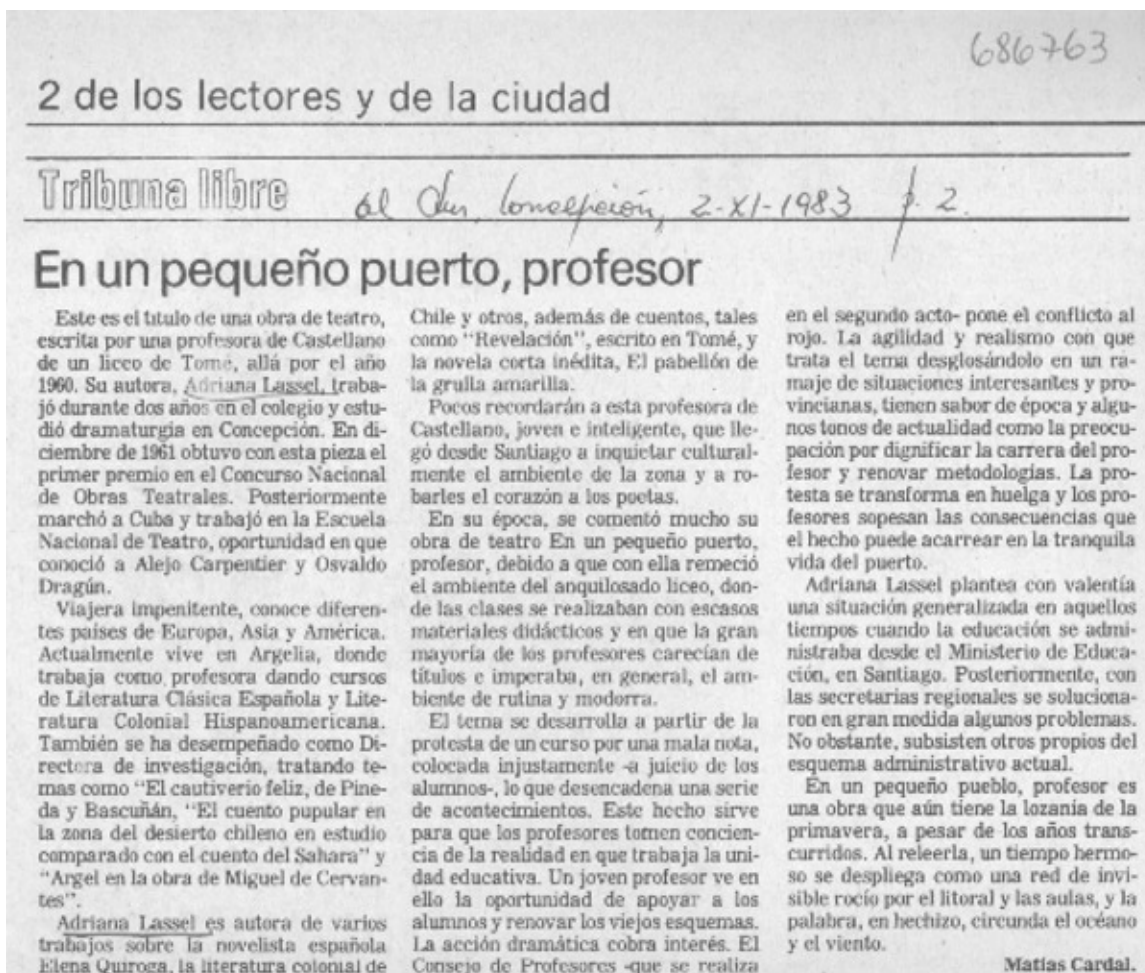 686763
2 de los lectores y de la ciudad
Tribuna libre
Concepción, 2-XI-1983 p. 2.
En un pequeño puerto, profesor
Este es el título de una obra de teatro,
escrita por una profesora de Castellano
de un liceo de Tomé, allá por el año
1960. Su autora, Adriana Lassel, traba-
jó durante dos años en el colegio y estu-
dió dramaturgia en Concepción. En di-
ciembre de 1961 obtuvo con esta pieza el
primer premio en el Concurso Nacional
de Obras Teatrales. Posteriormente
marchó a Cuba y trabajó en la Escuela
Nacional de Teatro, oportunidad en que
conoció a Alejo Carpentier y Osvaldo
Dragún.
Viajera impenitente, conoce diferen-
tes países de Europa, Asia y América.
Actualmente vive en Argelia, donde
trabaja como profesora dando cursos
de Literatura Clásica Española y Lite-
ratura Colonial Hispanoamericana.
También se ha desempeñado como Di-
rectora de investigación, tratando te-
mas como "El cautiverio feliz, de Pine-
da y Bascuñán, "El cuento pupular en
la zona del desierto chileno en estudio
comparado con el cuento del Sahara" y
"Argel en la obra de Miguel de Cervan-
tes".
Adriana Lassel es autora de varios
trabajos sobre la novelista española
Elena Quiroga, la literatura colonial de
Chile y otros, además de cuentos, tales
como "Revelación", escrito en Tomé, y
la novela corta inédita, El pabellón de
la grulla amarilla.
Pocos recordarán a esta profesora de
Castellano, joven e inteligente, que lle-
gó desde Santiago a inquietar cultural-
mente el ambiente de la zona y a ro-
barles el corazón a los poetas.
En su época, se comentó mucho su
obra de teatro En un pequeño puerto,
profesor, debido a que con ella remeció
el ambiente del anquilosado liceo, don-
de las clases se realizaban con escasos
materiales didácticos y en que la gran
mayoría de los profesores carecían de
títulos e imperaba, en general, el am-
biente de rutina y modorra.
El tema se desarrolla a partir de la
protesta de un curso por una mala nota,
colocada injustamente -a juicio de los
alumnos-, lo que desencadena una serie
de acontecimientos. Este hecho sirve
para que los profesores tomen concien-
cia de la realidad en que trabaja la uni-
dad educativa. Un joven profesor ve en
ello la oportunidad de apoyar a los
alumnos y renovar los viejos esquemas.
La acción dramática cobra interés. El
Consejo de Profesores -que se realiza
en el segundo acto- pone el conflicto al
rojo. La agilidad y realismo con que
trata el tema desglosándolo en un ra-
maje de situaciones interesantes y pro-
vincianas, tienen sabor de época y algu-
nos tonos de actualidad como la preocu-
pación por dignificar la carrera del pro-
fesor y renovar metodologías. La pro-
testa se transforma en huelga y los pro-
fesores sopesan las consecuencias que
el hecho puede acarrear en la tranquila
vida del puerto.
Adriana Lassel plantea con valentía
una situación generalizada en aquellos
tiempos cuando la educación se admi-
nistraba desde el Ministerio de Educa-
ción, en Santiago. Posteriormente, con
las secretarias regionales se soluciona-
ron en gran medida algunos problemas.
No obstante, subsisten otros propios del
esquema administrativo actual.
En un pequeño pueblo, profesor es
una obra que aún tiene la lozanía de la
primavera, a pesar de los años trans-
curridos. Al releerla, un tiempo hermo-
so se despliega como una red de invi-
sible rocío por el litoral y las aulas, y la
palabra, en hechizo, circunda el océano
y el viento.
Matías Cardal.